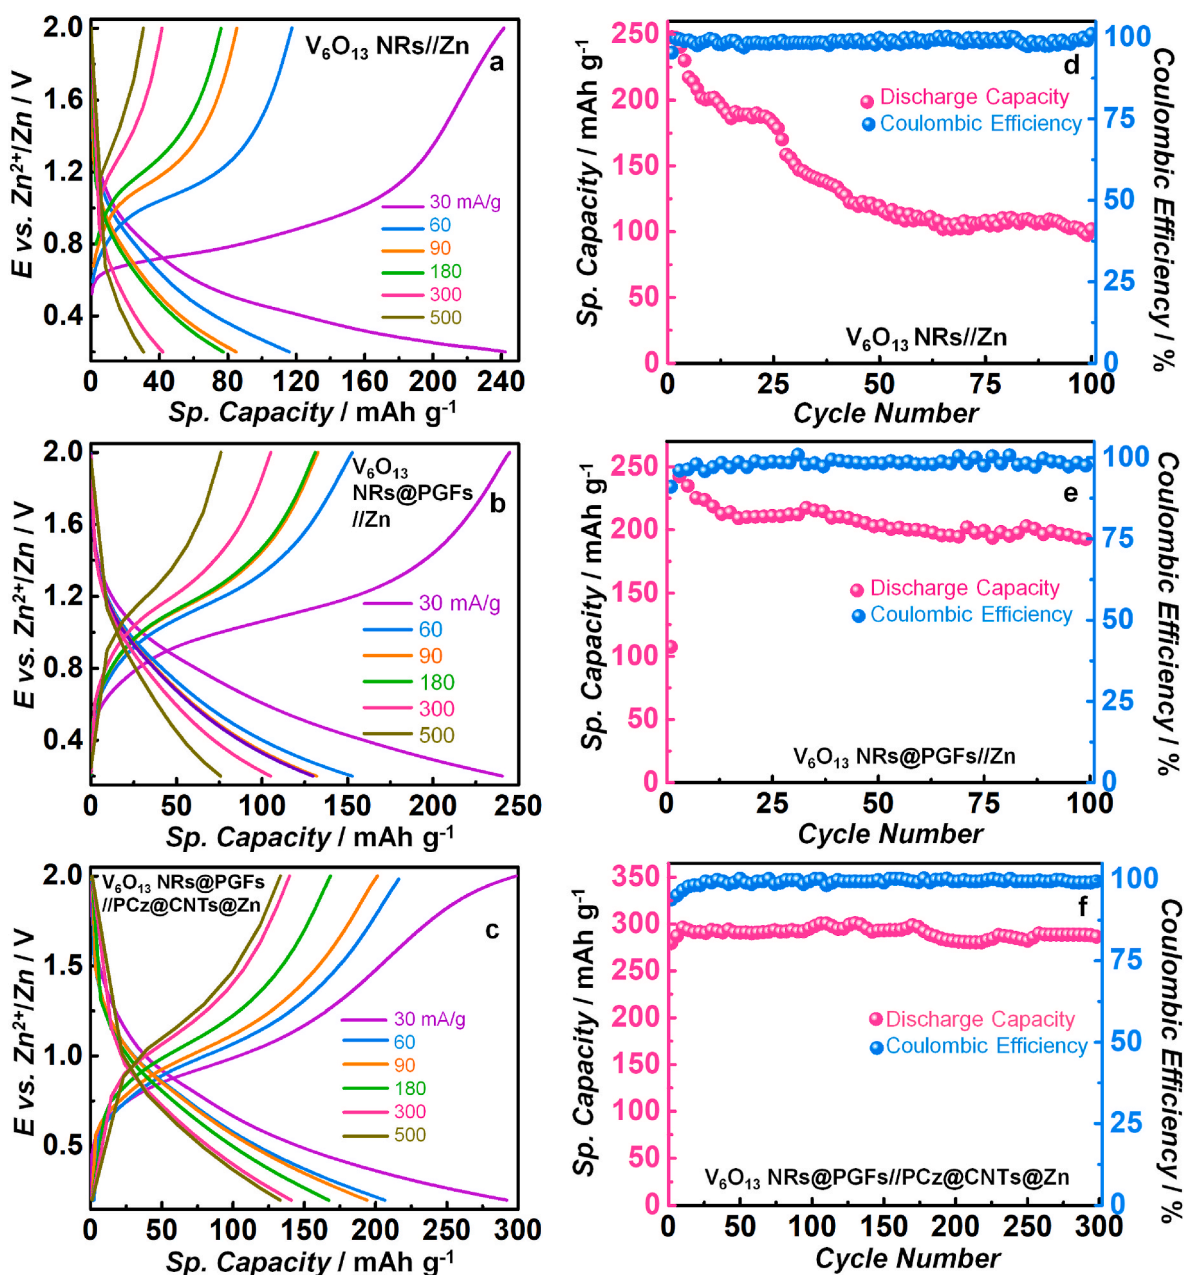 2.0
1.6
1.2
0.8
0.4
E vs. Zn²⁺/Zn / V
V₆O₁₃ NRs//Zn
a
30 mA/g
60
90
180
300
500
0 40 80 120 160 200 240
Sp. Capacity / mAh g⁻¹
250
200
150
100
50
0
Sp. Capacity / mAh g⁻¹
d
Discharge Capacity
Coulombic Efficiency
V₆O₁₃ NRs//Zn
100
75
50
25
0
Coulombic Efficiency / %
0 25 50 75 100
Cycle Number
2.0
1.6
1.2
0.8
0.4
E vs. Zn²⁺/Zn / V
V₆O₁₃
NRs@PGFs
//Zn
b
30 mA/g
60
90
180
300
500
0 50 100 150 200 250
Sp. Capacity / mAh g⁻¹
250
200
150
100
50
0
Sp. Capacity / mAh g⁻¹
e
Discharge Capacity
Coulombic Efficiency
V₆O₁₃ NRs@PGFs//Zn
100
75
50
25
0
Coulombic Efficiency / %
0 25 50 75 100
Cycle Number
2.0
1.5
1.0
0.5
E vs. Zn²⁺/Zn / V
V₆O₁₃ NRs@PGFs
//PCz@CNTs@Zn
c
30 mA/g
60
90
180
300
500
0 50 100 150 200 250 300
Sp. Capacity / mAh g⁻¹
350
300
250
300
150
100
50
0
Sp. Capacity / mAh g⁻¹
f
Discharge Capacity
Coulombic Efficiency
V₆O₁₃ NRs@PGFs//PCz@CNTs@Zn
100
75
50
25
0
Coulombic Efficiency / %
0 50 100 150 200 250 300
Cycle Number